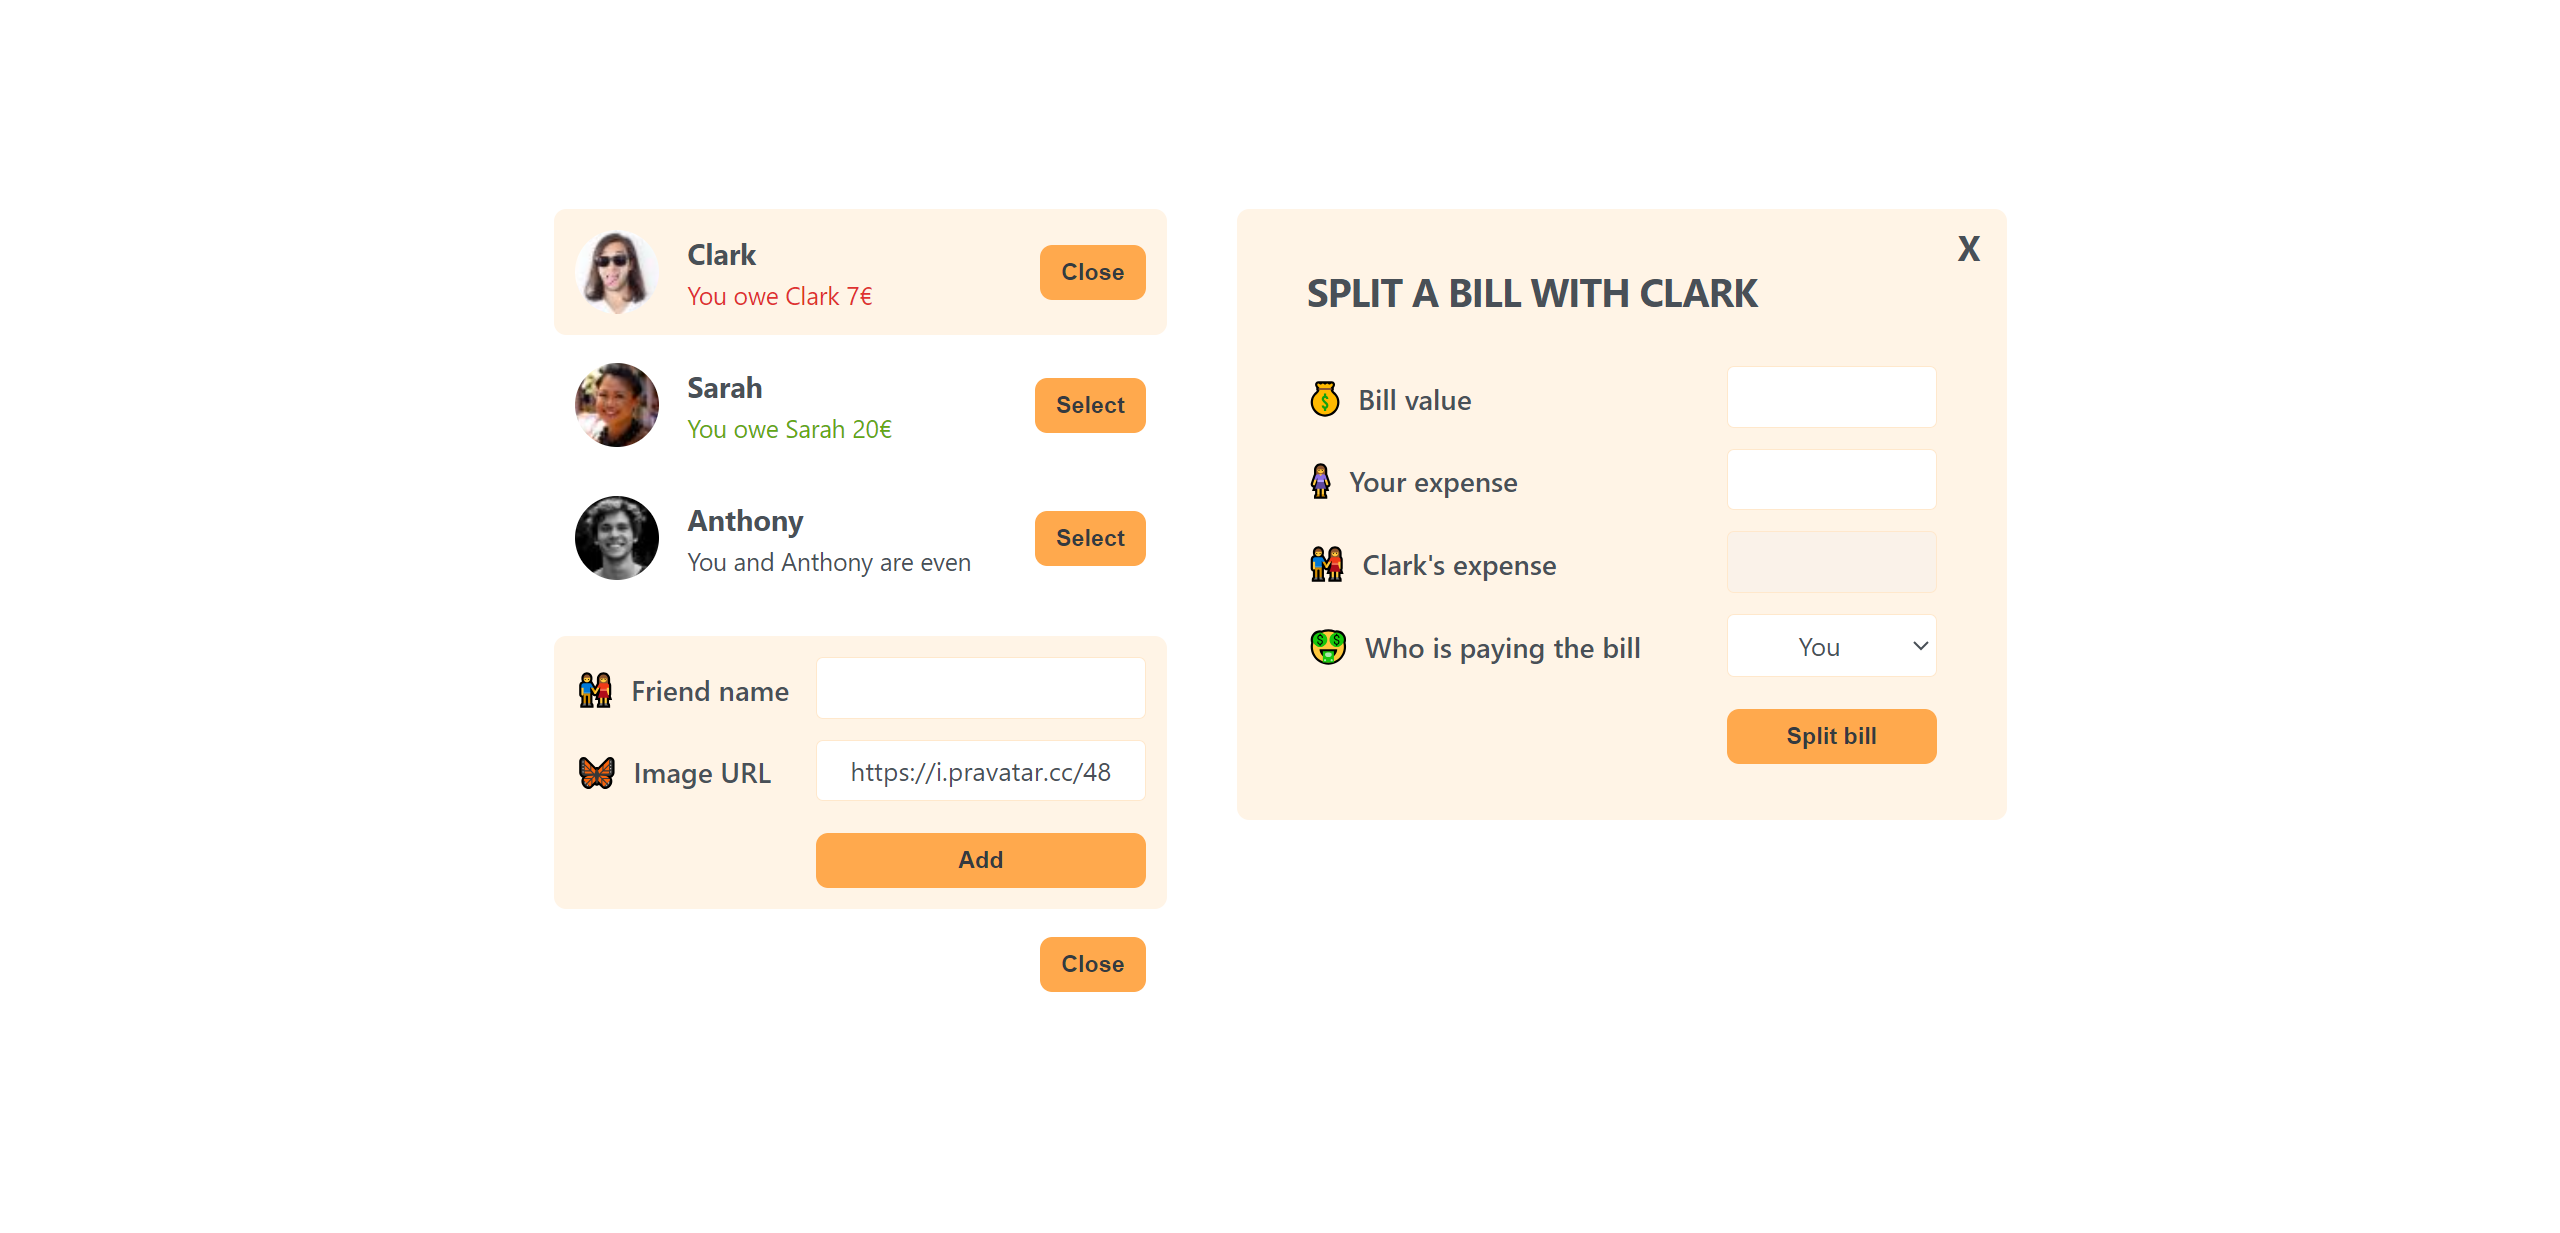 Clark
You owe Clark 7€
Close
Sarah
You owe Sarah 20€
Select
Anthony
You and Anthony are even
Select
Friend name
Image URL
https://i.pravatar.cc/48
Add
Close
X
SPLIT A BILL WITH CLARK
Bill value
Your expense
Clark's expense
Who is paying the bill
You
Split bill